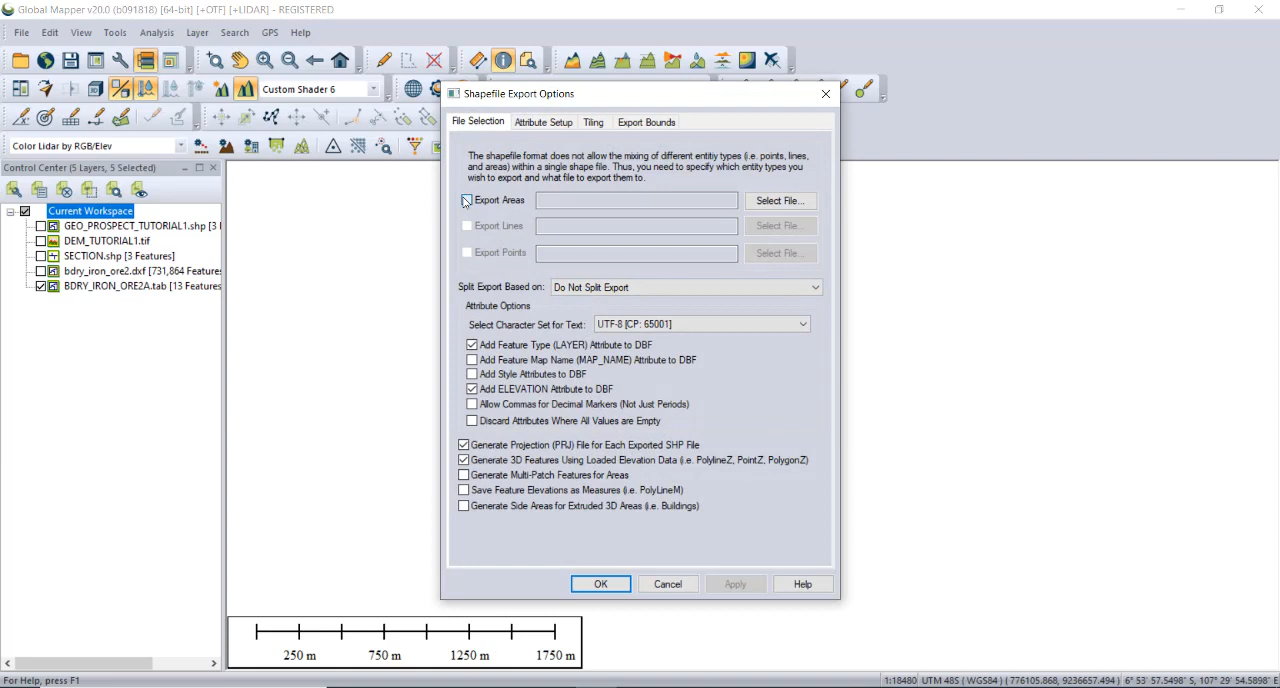 Global Mapper v20.0 (b091818) [64-bit] [+OTF] [+LIDAR] - REGISTERED
File Edit View Tools Analysis Layer Search GPS Help
Custom Shader 6
Color Lidar by RGB/Elev
Control Center (5 Layers, 5 Selected)
Current Workspace
GEO_PROSPECT_TUTORIAL1.shp [3
DEM_TUTORIAL1.tif
SECTION.shp [3 Features]
bdry_iron_ore2.dxf [731,864 Features
BDRY_IRON_ORE2A.tab [13 Features
Shapefile Export Options
File Selection Attribute Setup Tiling Export Bounds
The shapefile format does not allow the mixing of different entity types (i.e. points, lines,
and areas) within a single shape file. Thus, you need to specify which entity types you
wish to export and what file to export them to.
Export Areas Select File...
Export Lines Select File...
Export Points Select File...
Split Export Based on: Do Not Split Export
Attribute Options
Select Character Set for Text: UTF-8 [CP: 65001]
Add Feature Type (LAYER) Attribute to DBF
Add Feature Map Name (MAP_NAME) Attribute to DBF
Add Style Attributes to DBF
Add ELEVATION Attribute to DBF
Allow Commas for Decimal Markers (Not Just Periods)
Discard Attributes Where All Values are Empty
Generate Projection (PRJ) File for Each Exported SHP File
Generate 3D Features Using Loaded Elevation Data (i.e. PolylineZ, PointZ, PolygonZ)
Generate Multi-Patch Features for Areas
Save Feature Elevations as Measures (i.e. PolyLineM)
Generate Side Areas for Extruded 3D Areas (i.e. Buildings)
OK Cancel Apply Help
250 m 750 m 1250 m 1750 m
For Help, press F1
1:18480 UTM 48S (WGS84) (776105.868, 9236657.494) 6° 53' 57.5498" S, 107° 29' 54.5898" E